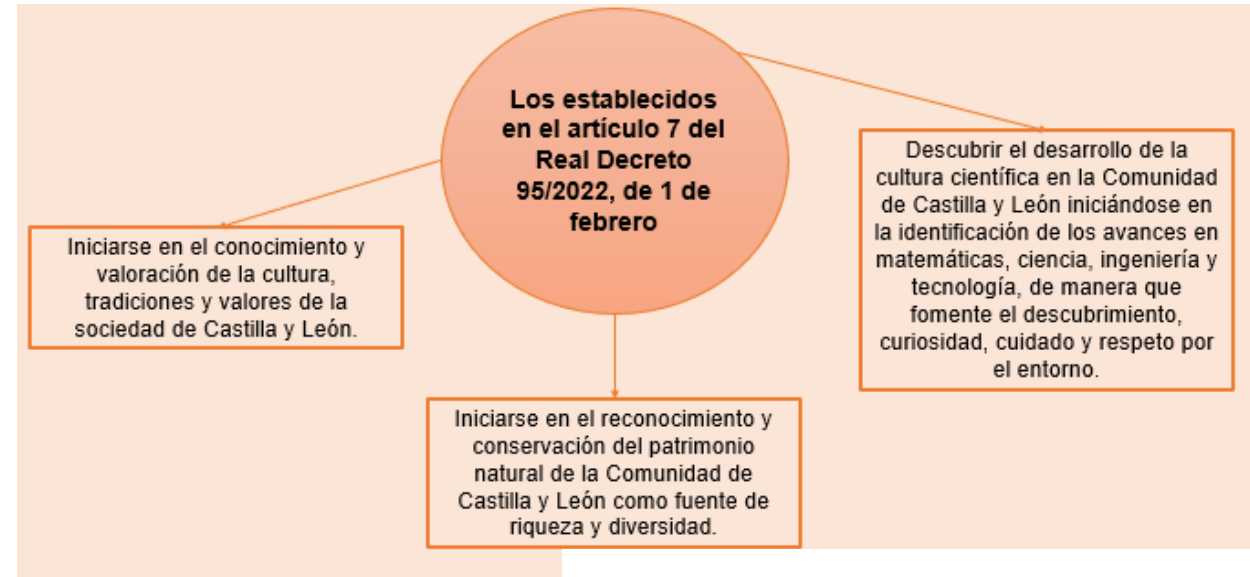 Los establecidos
en el artículo 7 del
Real Decreto
95/2022, de 1 de
febrero
Iniciarse en el conocimiento y
valoración de la cultura,
tradiciones y valores de la
sociedad de Castilla y León.
Iniciarse en el reconocimiento y
conservación del patrimonio
natural de la Comunidad de
Castilla y León como fuente de
riqueza y diversidad.
Descubrir el desarrollo de la
cultura científica en la Comunidad
de Castilla y León iniciándose en
la identificación de los avances en
matemáticas, ciencia, ingeniería y
tecnología, de manera que
fomente el descubrimiento,
curiosidad, cuidado y respeto por
el entorno.